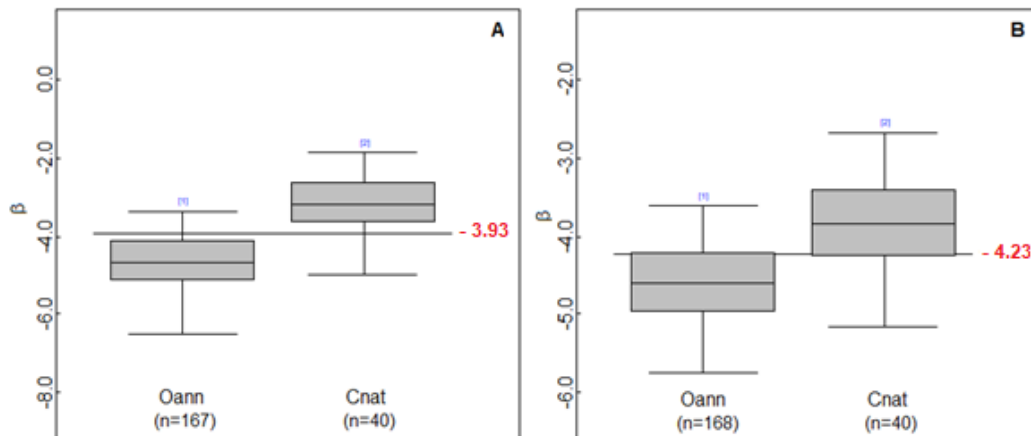 A
0.0
-2.0
-4.0
-6.0
-8.0
β
[1]
[2]
- 3.93
Oann
(n=167)
Cnat
(n=40)
B
-2.0
-3.0
-4.0
-5.0
-6.0
β
[1]
[2]
- 4.23
Oann
(n=168)
Cnat
(n=40)